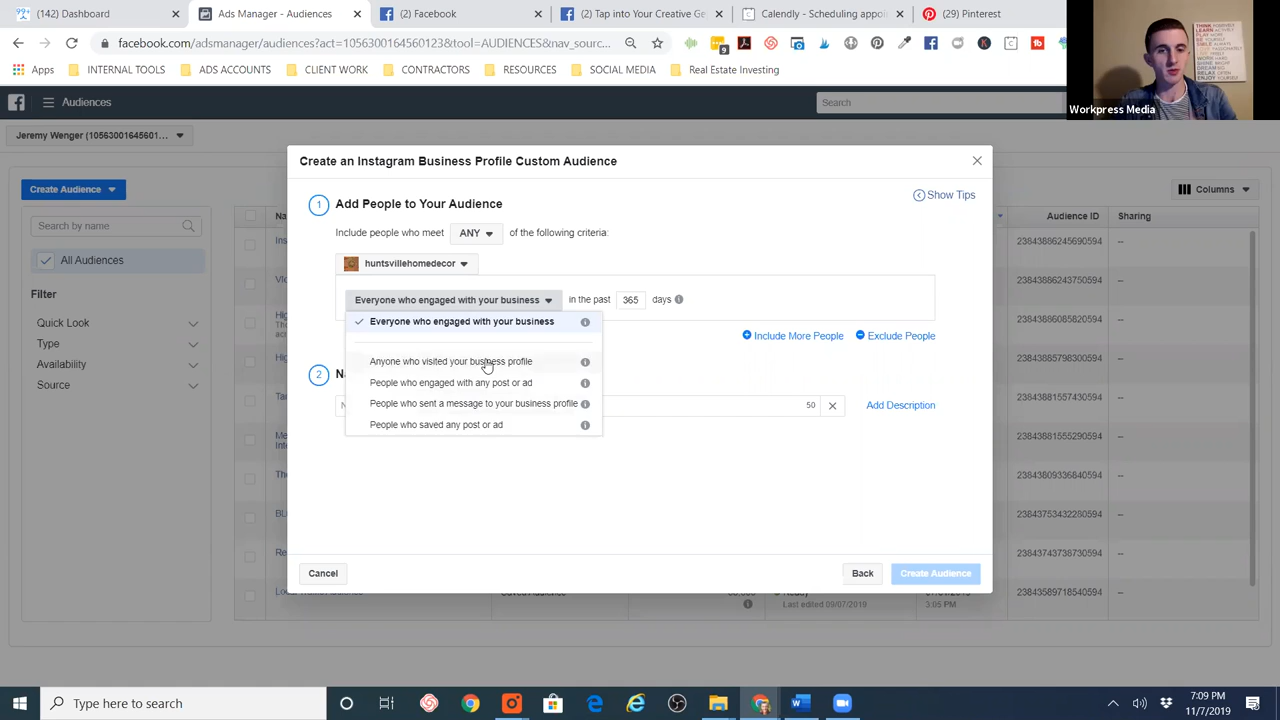 (142) Dashboard
Ads Manager - Audiences
(2) Facebook
(2) Tap into Your Creative Ge
Calendly - Scheduling appoi
(29) Pinterest
facebook.com/adsmanager/audiences?act=105630016456013&tool=AUDIENCES&nav_sourc...
9
Apps
INTERNAL TOOLS
ADS ACCOUNTS
CLIENT WORK
CONTRACTORS
RESOURCES
SOCIAL MEDIA
Real Estate Investing
Workpress Media
Audiences
Search
Jeremy Wenger (10563001645601...
Create Audience
Search by name
All Audiences
Filter
Quick Look
Type
Availability
Source
Columns
Audience ID
Sharing
23843886245690594
--
23843886243750594
--
23843886085820594
--
23843885798300594
--
23843881557430594
--
23843881555290594
--
23843809336840594
--
23843753432280594
--
23843743738730594
--
23843589718540594
--
Last edited 09/07/2019
3:05 PM
Create an Instagram Business Profile Custom Audience
Show Tips
1
Add People to Your Audience
Include people who meet ANY of the following criteria:
huntsvillehomedecor
Everyone who engaged with your business
in the past 365 days
Everyone who engaged with your business
Anyone who visited your business profile
People who engaged with any post or ad
People who sent a message to your business profile
People who saved any post or ad
Include More People
Exclude People
2
50
Add Description
Cancel
Back
Create Audience
Type here to search
7:09 PM
11/7/2019